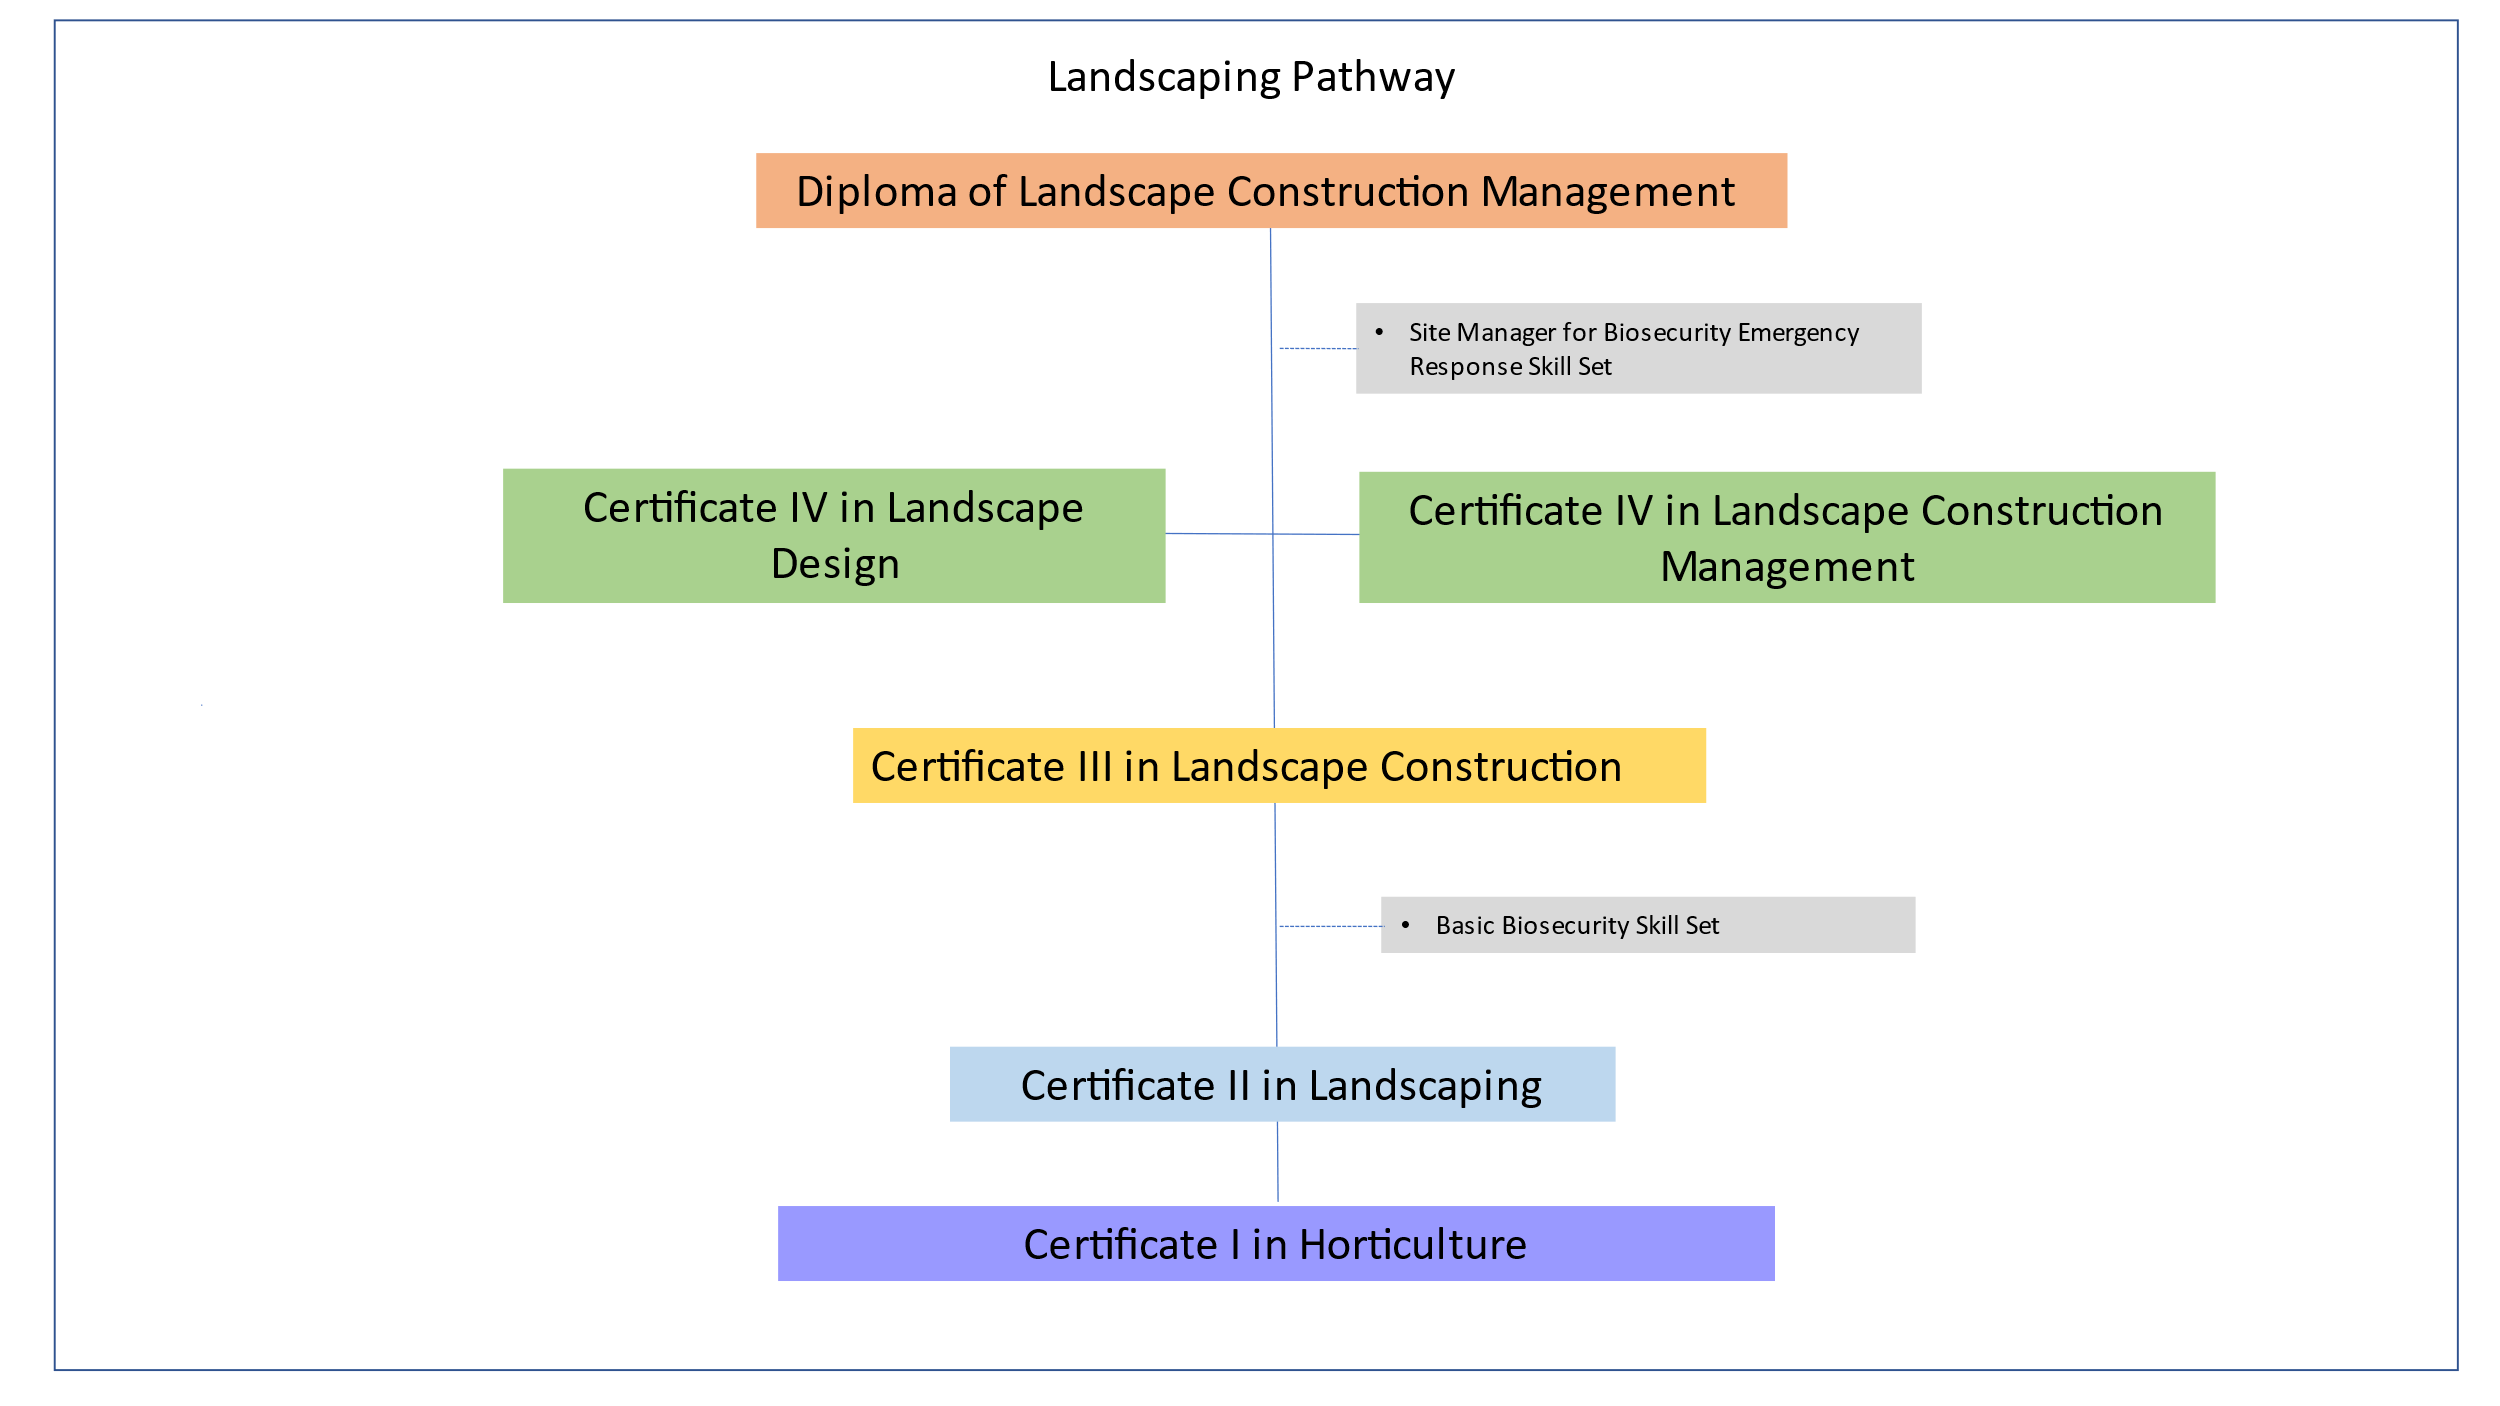 Landscaping Pathway
Diploma of Landscape Construction Management
• Site Manager for Biosecurity Emergency
Response Skill Set
Certificate IV in Landscape
Design
Certificate IV in Landscape Construction
Management
Certificate III in Landscape Construction
• Basic Biosecurity Skill Set
Certificate II in Landscaping
Certificate I in Horticulture